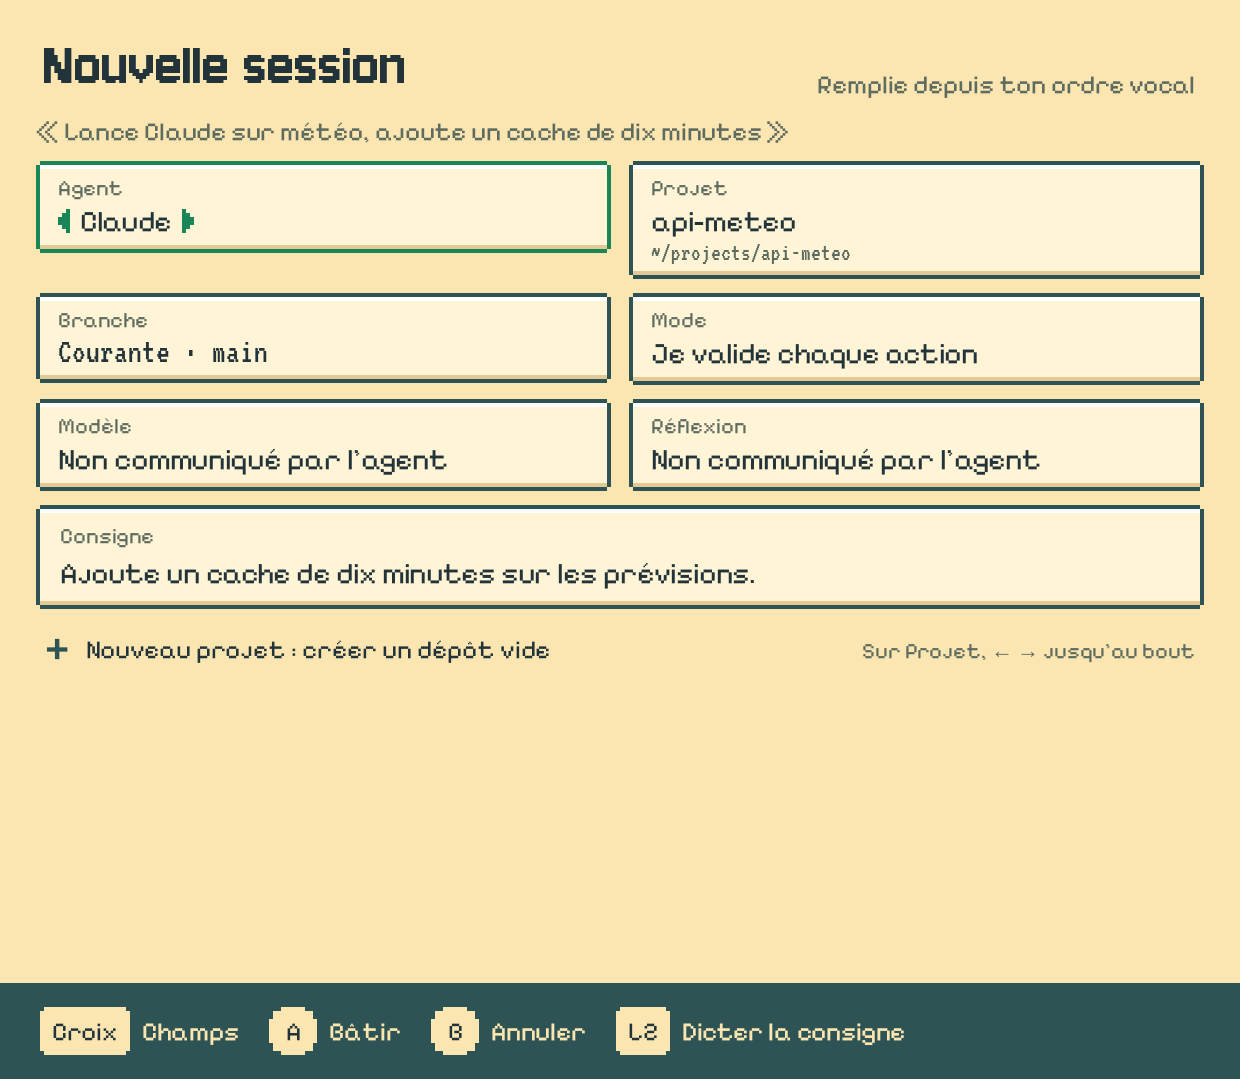 Nouvelle session
Remplie depuis ton ordre vocal
« Lance Claude sur météo, ajoute un cache de dix minutes »
Agent
Claude
Projet
api-meteo
~/projects/api-meteo
Branche
Courante · main
Mode
Je valide chaque action
Modèle
Non communiqué par l'agent
Réflexion
Non communiqué par l'agent
Consigne
Ajoute un cache de dix minutes sur les prévisions.
+ Nouveau projet : créer un dépôt vide
Sur Projet, ← → jusqu'au bout
Croix Champs A Bâtir B Annuler L2 Dicter la consigne